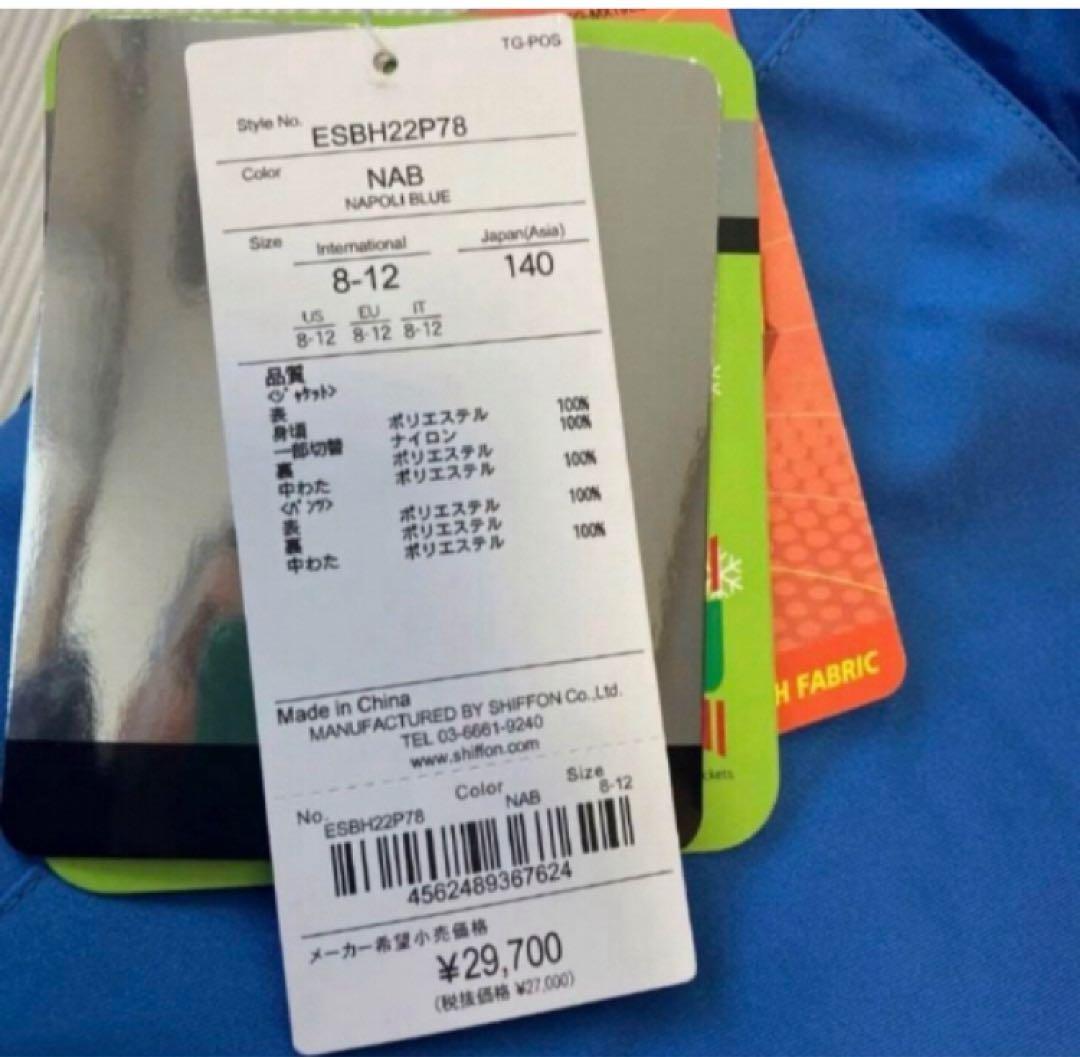 TG-POS
Style No. ESBH22P78
Color NAB
NAPOLI BLUE
Size International Japan(Asia)
8-12 140
US EU IT
8-12 8-12 8-12
品質
<ジャケット>
表
身頃 ポリエステル 100%
一部切替 ナイロン 100%
裏 ポリエステル
中わた ポリエステル 100%
<パンツ>
表 ポリエステル 100%
裏 ポリエステル
中わた ポリエステル 100%
Made in China
MANUFACTURED BY SHIFFON Co.,Ltd.
TEL 03-6661-9240
www.shiffon.com
No. Color Size
ESBH22P78 NAB 8-12
4562489367624
メーカー希望小売価格
¥29,700
(税抜価格 ¥27,000)
H FABRIC
ckets